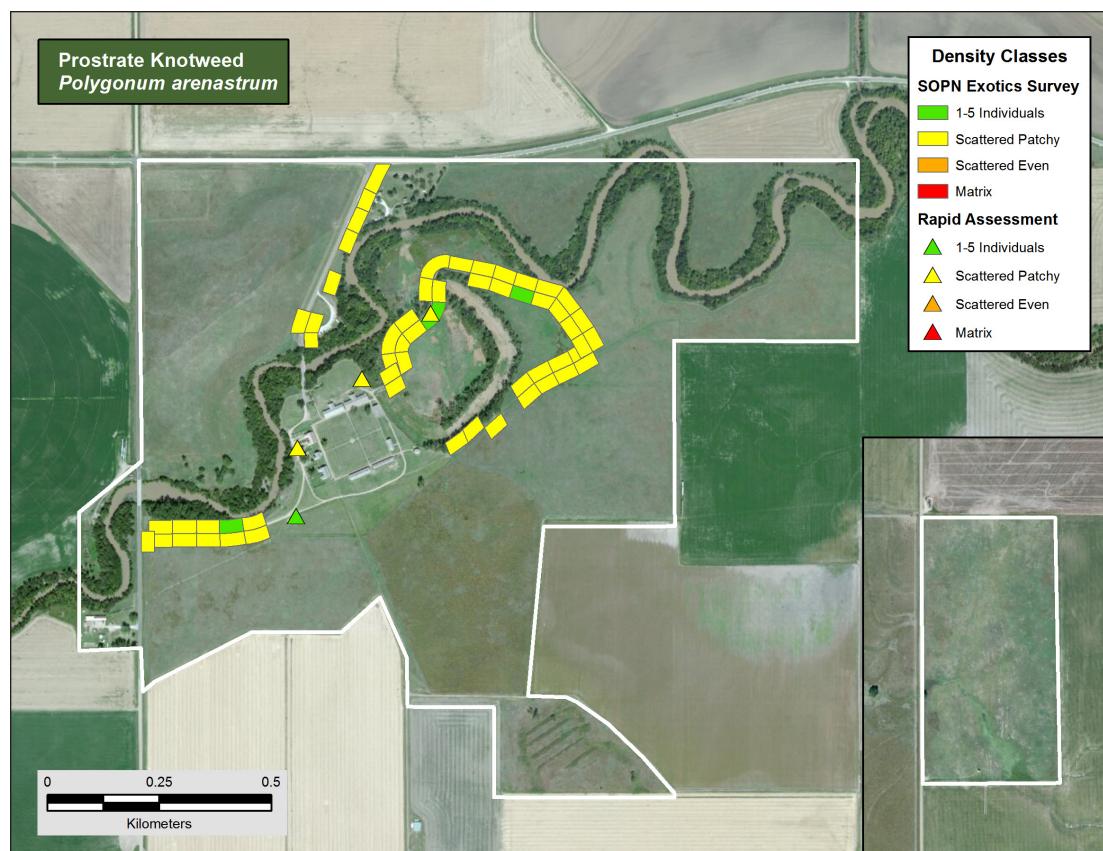 Prostrate Knotweed
Polygonum arenastrum
Density Classes
SOPN Exotics Survey
1-5 Individuals
Scattered Patchy
Scattered Even
Matrix
Rapid Assessment
1-5 Individuals
Scattered Patchy
Scattered Even
Matrix
0 0.25 0.5
Kilometers